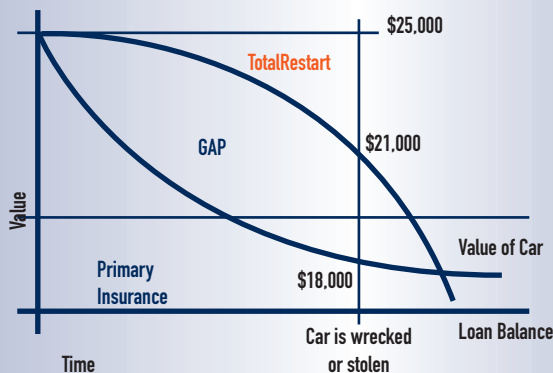 $25,000
TotalRestart
$21,000
GAP
Value
Value of Car
Primary
Insurance
$18,000
Loan Balance
Car is wrecked
or stolen
Time